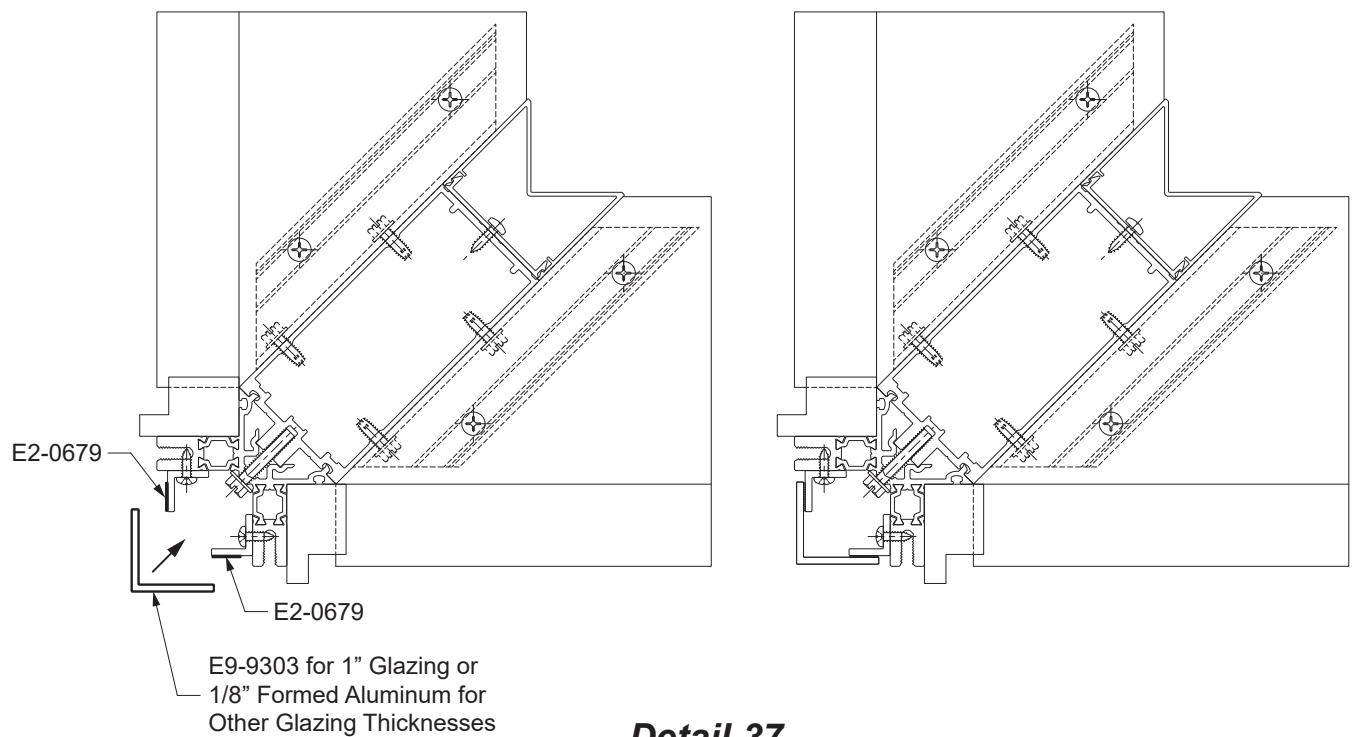 E2-0679
E2-0679
E9-9303 for 1” Glazing or
1/8” Formed Aluminum for
Other Glazing Thicknesses
Detail 37